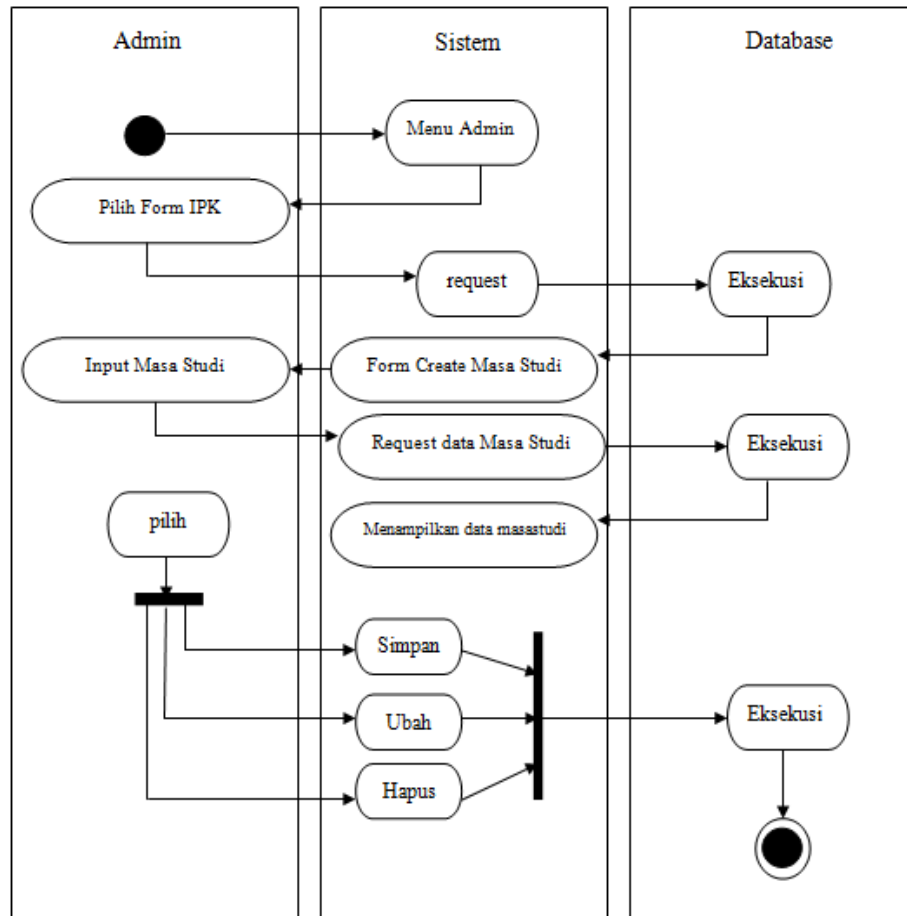 Admin
Sistem
Database
Menu Admin
Pilih Form IPK
request
Eksekusi
Input Masa Studi
Form Create Masa Studi
Request data Masa Studi
Eksekusi
pilih
Menampilkan data masastudi
Simpan
Ubah
Eksekusi
Hapus